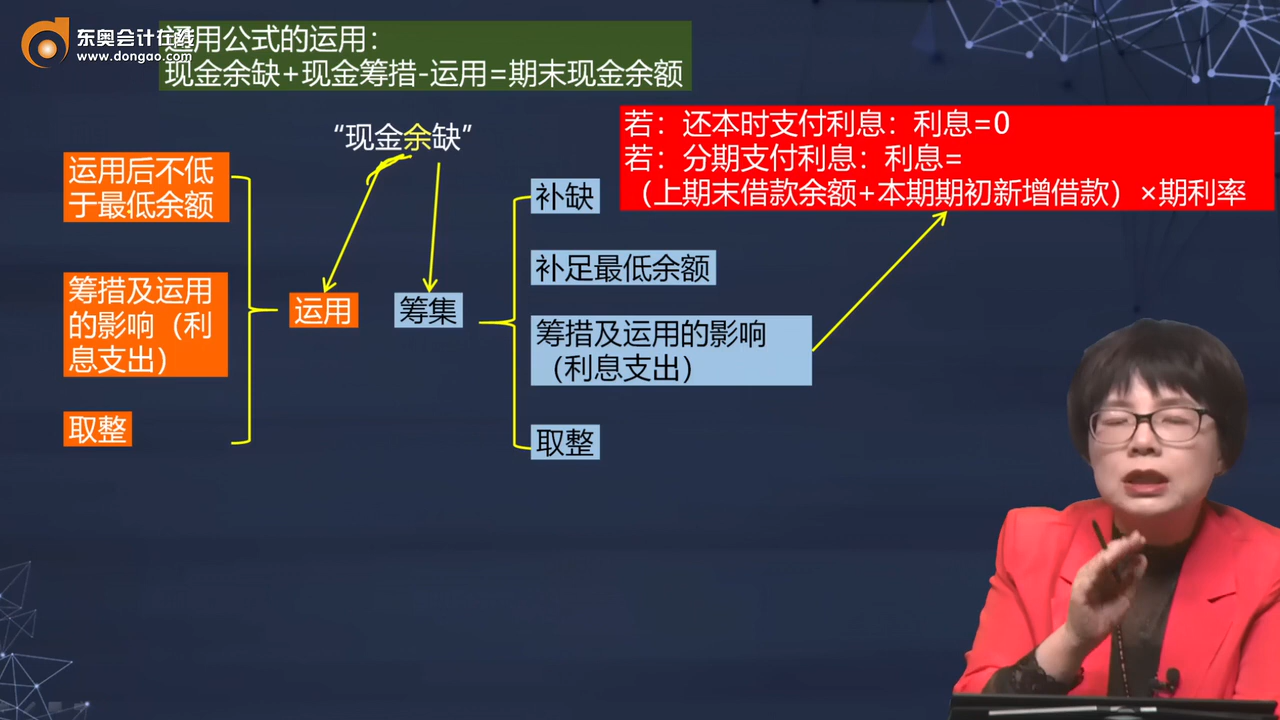 东奥会计在线
www.dongao.com
通用公式的运用：
现金余缺+现金筹措-运用=期末现金余额
“现金余缺”
若：还本时支付利息：利息=0
若：分期支付利息：利息=
（上期末借款余额+本期期初新增借款）×期利率
运用后不低
于最低余额
筹措及运用
的影响（利
息支出）
取整
运用
筹集
补缺
补足最低余额
筹措及运用的影响
（利息支出）
取整